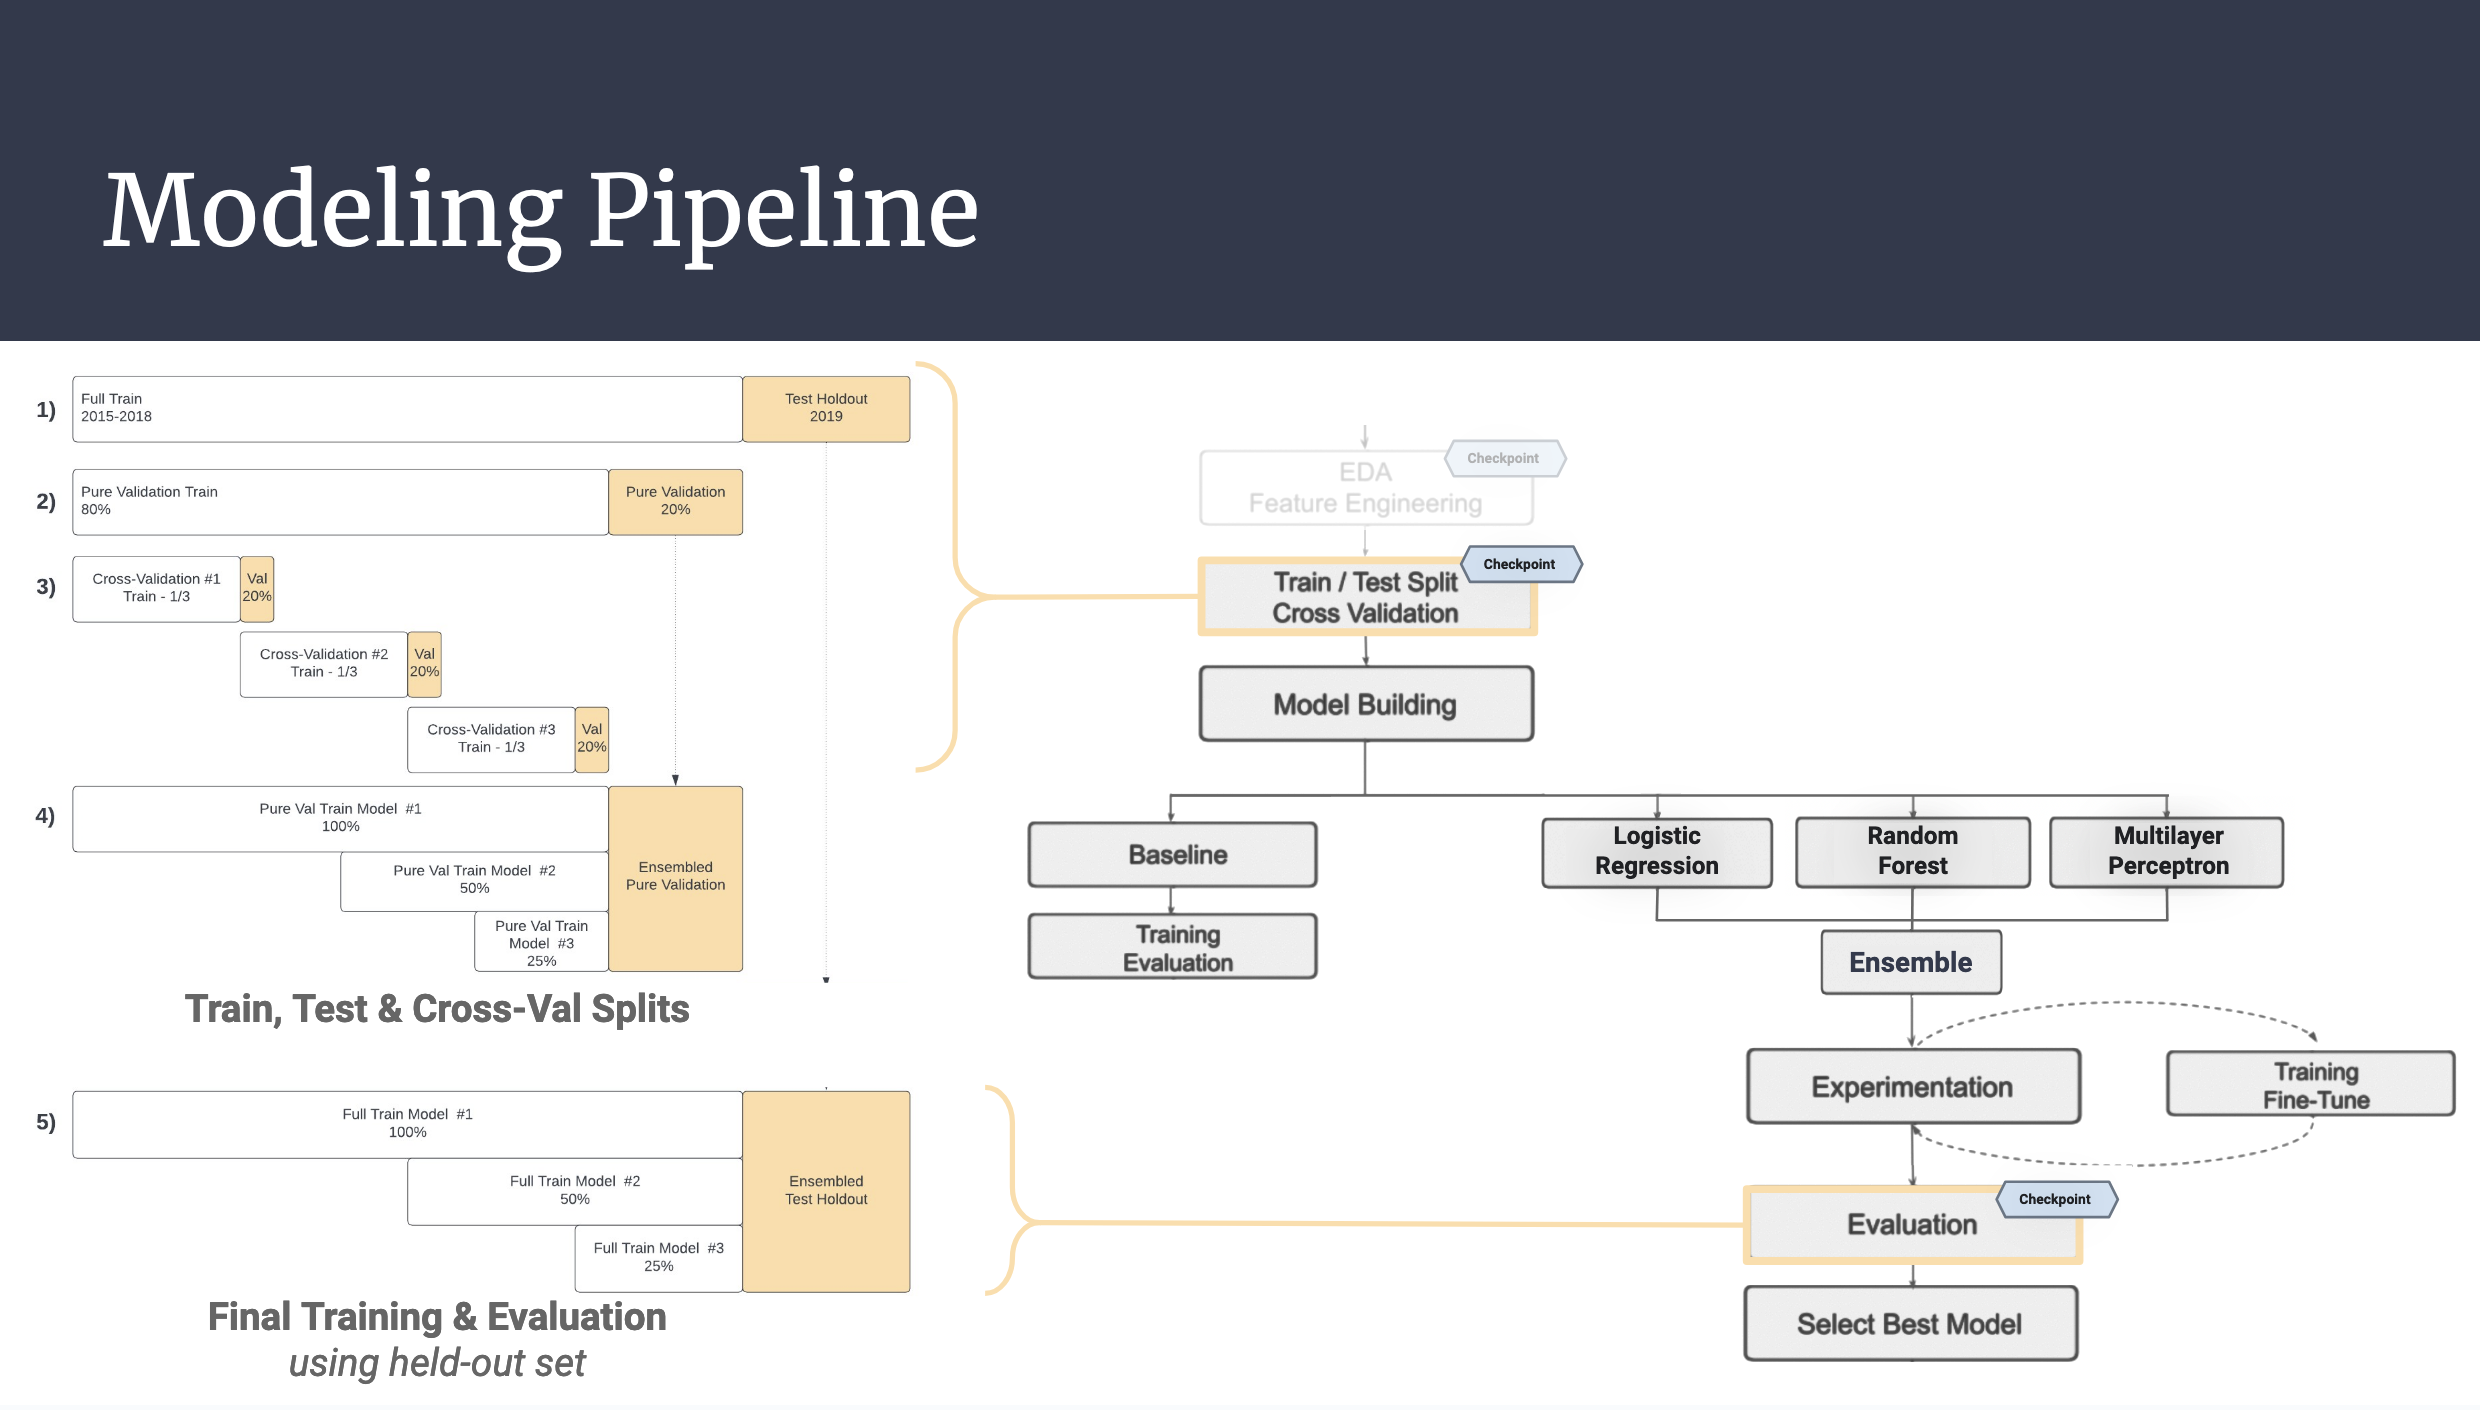 Modeling Pipeline
1)
Full Train
2015-2018
Test Holdout
2019
2)
Pure Validation Train
80%
Pure Validation
20%
3)
Cross-Validation #1
Train - 1/3
Val
20%
Cross-Validation #2
Train - 1/3
Val
20%
Cross-Validation #3
Train - 1/3
Val
20%
4)
Pure Val Train Model #1
100%
Pure Val Train Model #2
50%
Pure Val Train
Model #3
25%
Ensembled
Pure Validation
Train, Test & Cross-Val Splits
5)
Full Train Model #1
100%
Full Train Model #2
50%
Full Train Model #3
25%
Ensembled
Test Holdout
Final Training & Evaluation
using held-out set
Checkpoint
EDA
Feature Engineering
Checkpoint
Train / Test Split
Cross Validation
Model Building
Baseline
Training
Evaluation
Logistic
Regression
Random
Forest
Multilayer
Perceptron
Ensemble
Experimentation
Training
Fine-Tune
Checkpoint
Evaluation
Select Best Model